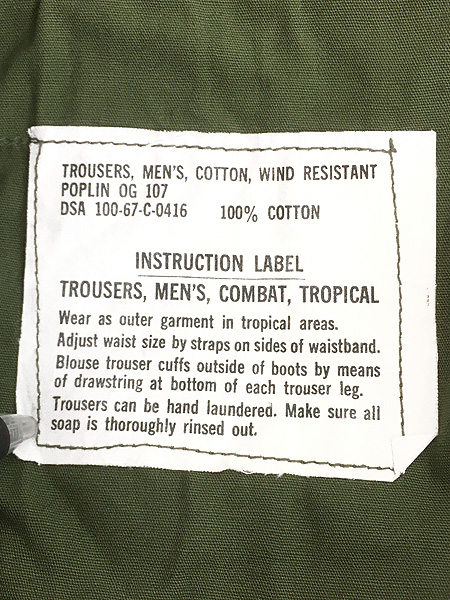 TROUSERS, MEN'S, COTTON, WIND RESISTANT
POPLIN OG 107
DSA 100-67-C-0416 100% COTTON
INSTRUCTION LABEL
TROUSERS, MEN'S, COMBAT, TROPICAL
Wear as outer garment in tropical areas.
Adjust waist size by straps on sides of waistband.
Blouse trouser cuffs outside of boots by means
of drawstring at bottom of each trouser leg.
Trousers can be hand laundered. Make sure all
soap is thoroughly rinsed out.